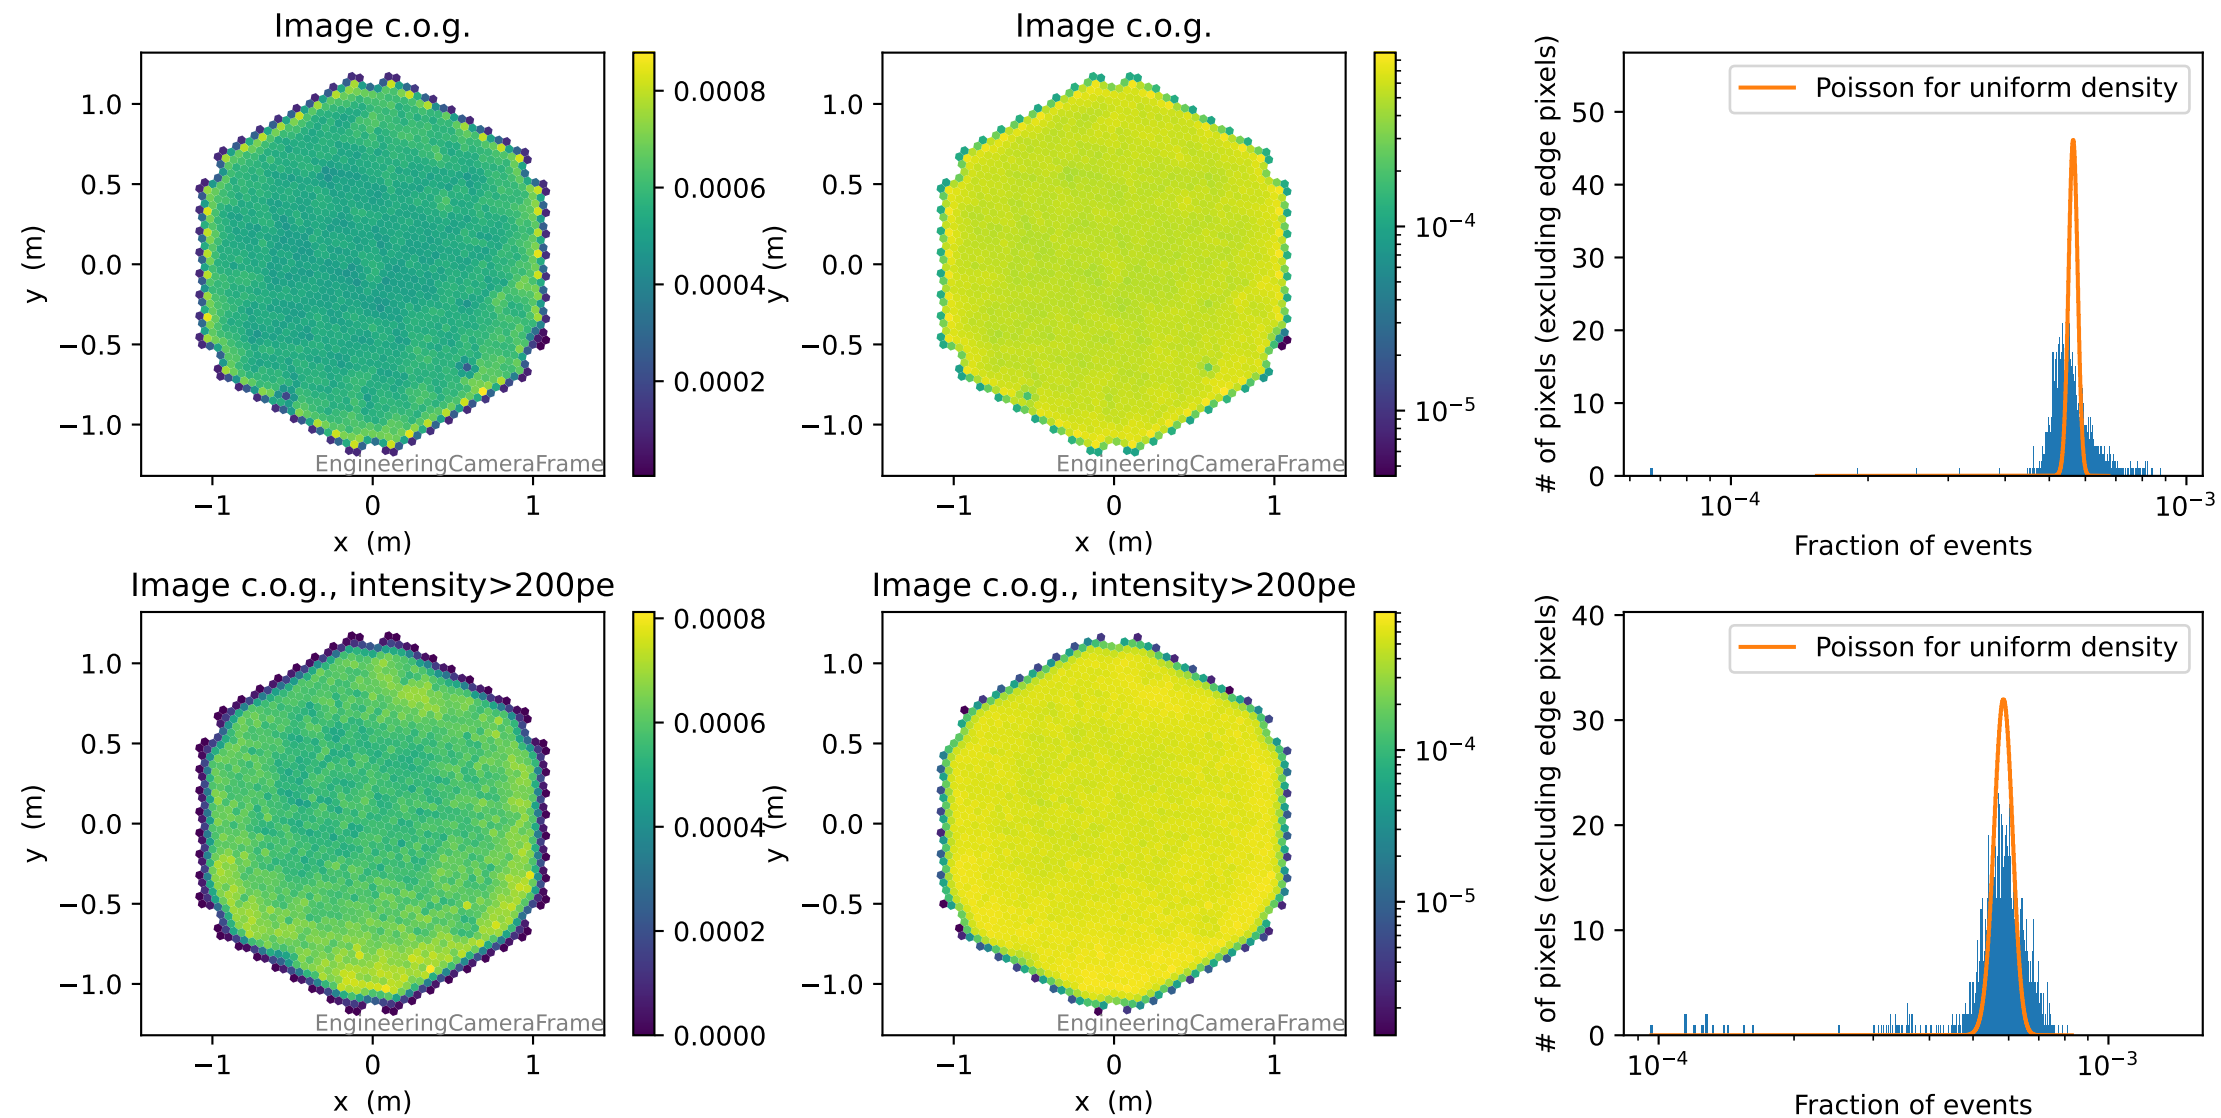 Image c.o.g.
y (m)
1.0
0.5
0.0
−0.5
−1.0
−1
0
1
x (m)
EngineeringCameraFrame
0.0008
0.0006
0.0004
0.0002
Image c.o.g.
y (m)
1.0
0.5
0.0
−0.5
−1.0
−1
0
1
x (m)
EngineeringCameraFrame
10⁻⁴
10⁻⁵
# of pixels (excluding edge pixels)
50
40
30
20
10
0
Poisson for uniform density
10⁻⁴
10⁻³
Fraction of events
Image c.o.g., intensity>200pe
y (m)
1.0
0.5
0.0
−0.5
−1.0
−1
0
1
x (m)
EngineeringCameraFrame
0.0008
0.0006
0.0004
0.0002
0.0000
Image c.o.g., intensity>200pe
y (m)
1.0
0.5
0.0
−0.5
−1.0
−1
0
1
x (m)
EngineeringCameraFrame
10⁻⁴
10⁻⁵
# of pixels (excluding edge pixels)
40
30
20
10
0
Poisson for uniform density
10⁻⁴
10⁻³
Fraction of events